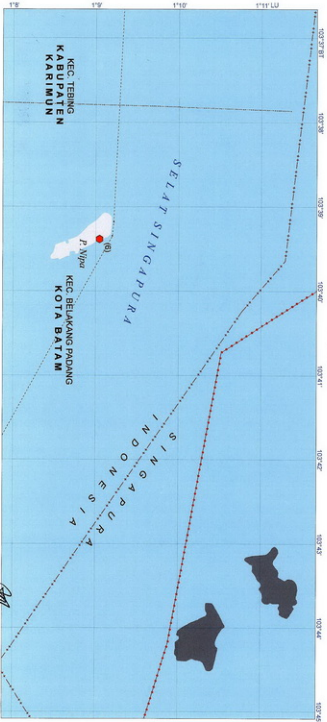 1°8'
1°9'
1°10'
1°11' LU
103°37' BT
103°38'
103°39'
103°40'
103°41'
103°42'
103°43'
103°44'
KEC. TEBING
KABUPATEN
KARIMUN
SELAT SINGAPURA
(6)
P. Nipa
KEC. BELAKANG PADANG
KOTA BATAM
SINGAPURA
INDONESIA